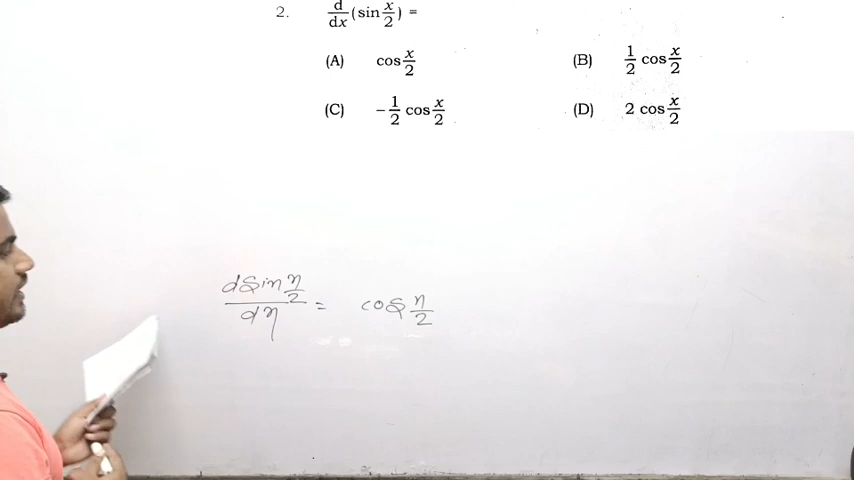 2. d/dx (sin x/2) =
(A) cos x/2 (B) 1/2 cos x/2
(C) -1/2 cos x/2 (D) 2 cos x/2
dSin η/2 / dη = cos η/2